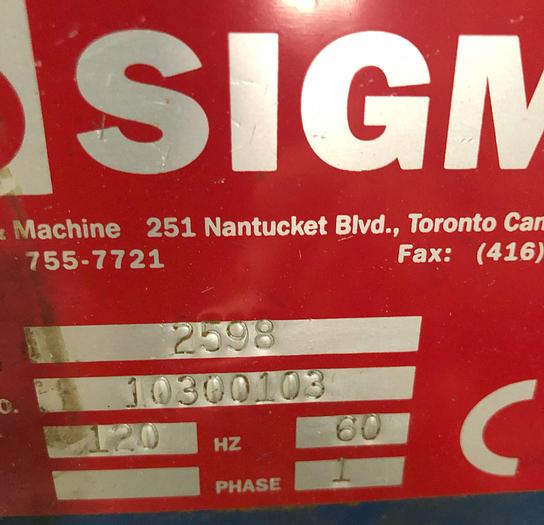 SIGM
& Machine 251 Nantucket Blvd., Toronto Can
755-7721 Fax: (416)
2598
o. 10300103
120 HZ 60
PHASE 1
C